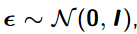 ϵ ∼ 𝒩(0, I),